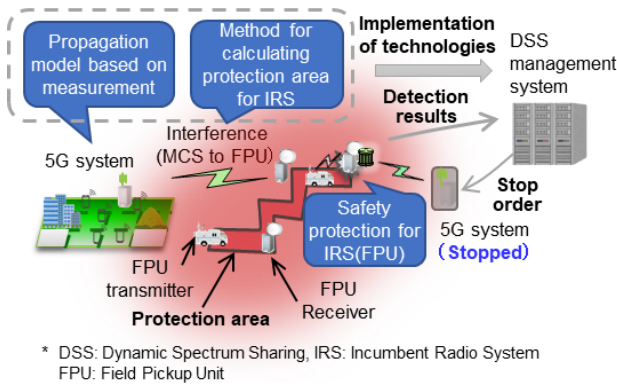 Propagation
model based on
measurement
Method for
calculating
protection area
for IRS
Implementation
of technologies
DSS
management
system
Detection
results
5G system
Interference
(MCS to FPU)
Stop
order
Safety
protection for
IRS(FPU)
5G system
(Stopped)
FPU
transmitter
FPU
Receiver
Protection area
* DSS: Dynamic Spectrum Sharing, IRS: Incumbent Radio System
FPU: Field Pickup Unit